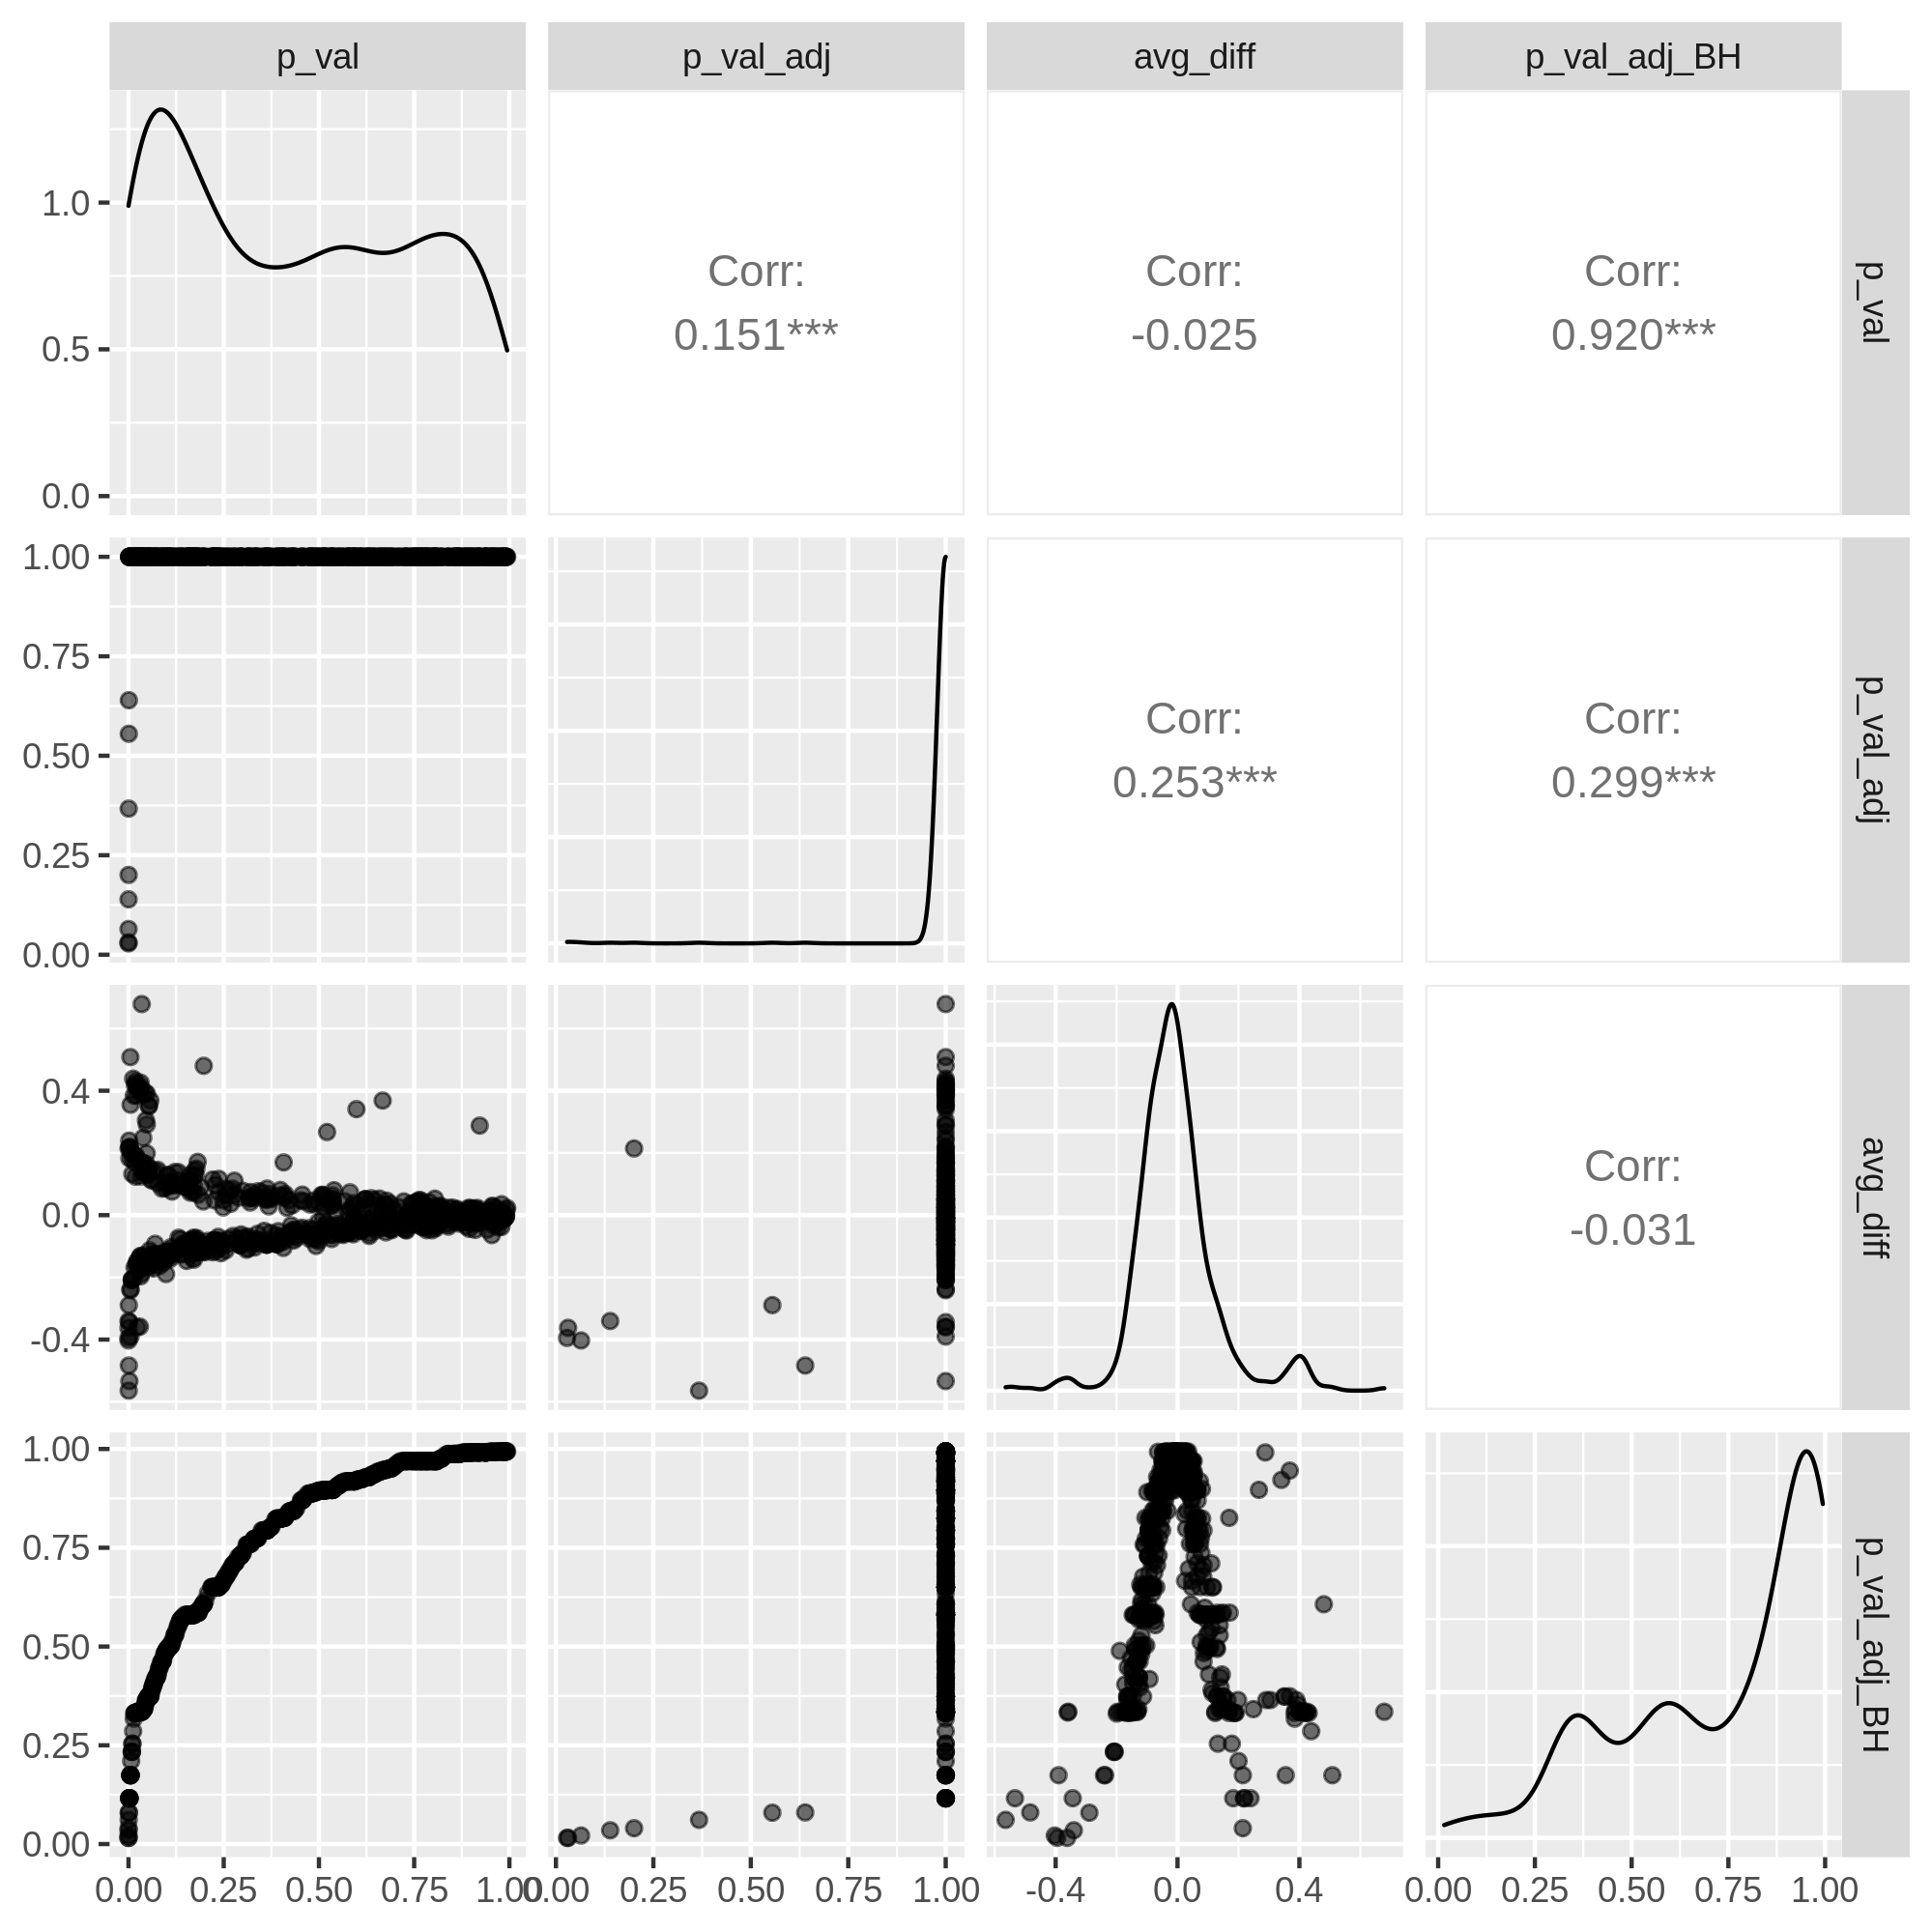 p_val p_val_adj avg_diff p_val_adj_BH
1.0
0.5
0.0
Corr:
0.151***
Corr:
-0.025
Corr:
0.920***
p_val
1.00
0.75
0.50
0.25
0.00
Corr:
0.253***
Corr:
0.299***
p_val_adj
0.4
0.0
-0.4
Corr:
-0.031
avg_diff
1.00
0.75
0.50
0.25
0.00
p_val_adj_BH
0.00 0.25 0.50 0.75 1.00 0.00 0.25 0.50 0.75 1.00 -0.4 0.0 0.4 0.00 0.25 0.50 0.75 1.00